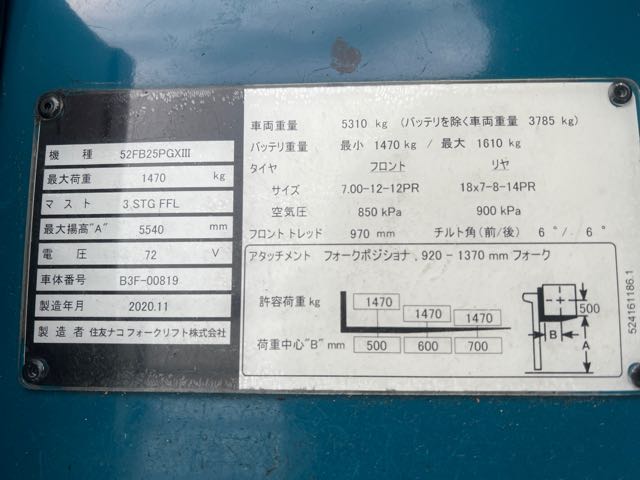 機 種 52FB25PGXIII
最大荷重 1470 kg
マスト 3 STG FFL
最大揚高"A" 5540 mm
電 圧 72 V
車体番号 B3F-00819
製造年月 2020.11
製造者 住友ナコ フォークリフト株式会社
車両重量 5310 kg (バッテリを除く車両重量 3785 kg)
バッテリ重量 最小 1470 kg / 最大 1610 kg
タイヤ フロント リヤ
サイズ 7.00-12-12PR 18x7-8-14PR
空気圧 850 kPa 900 kPa
フロントトレッド 970 mm チルト角(前/後) 6°/ 6°
アタッチメント フォークポジショナ, 920 - 1370 mm フォーク
許容荷重 kg 1470 1470 1470
荷重中心"B" mm 500 600 700
500
B
A
524161186.1